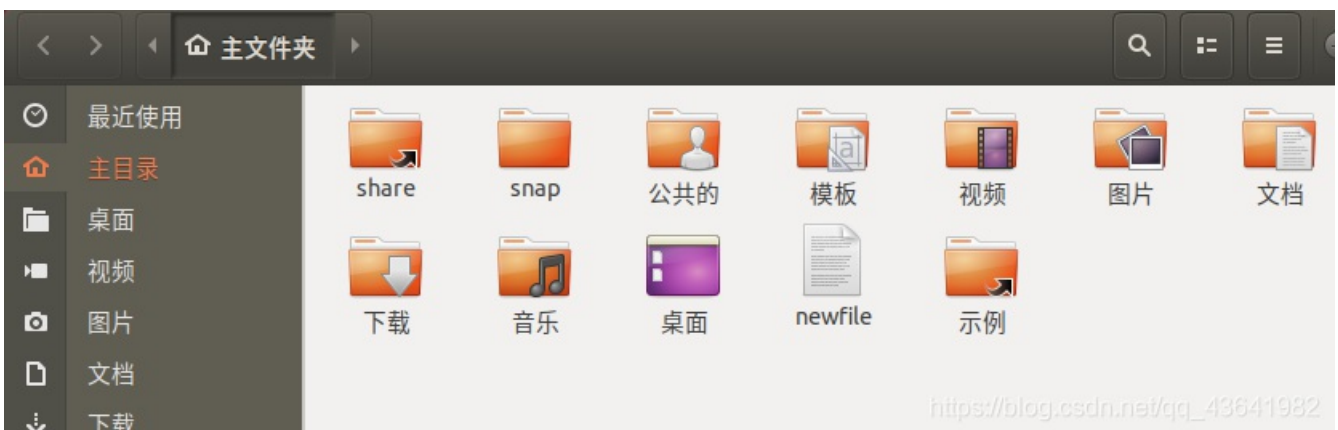 主文件夹
最近使用
主目录
桌面
视频
图片
文档
下载
share
snap
公共的
模板
视频
图片
文档
下载
音乐
桌面
newfile
示例
https://blog.csdn.net/qq_43641982